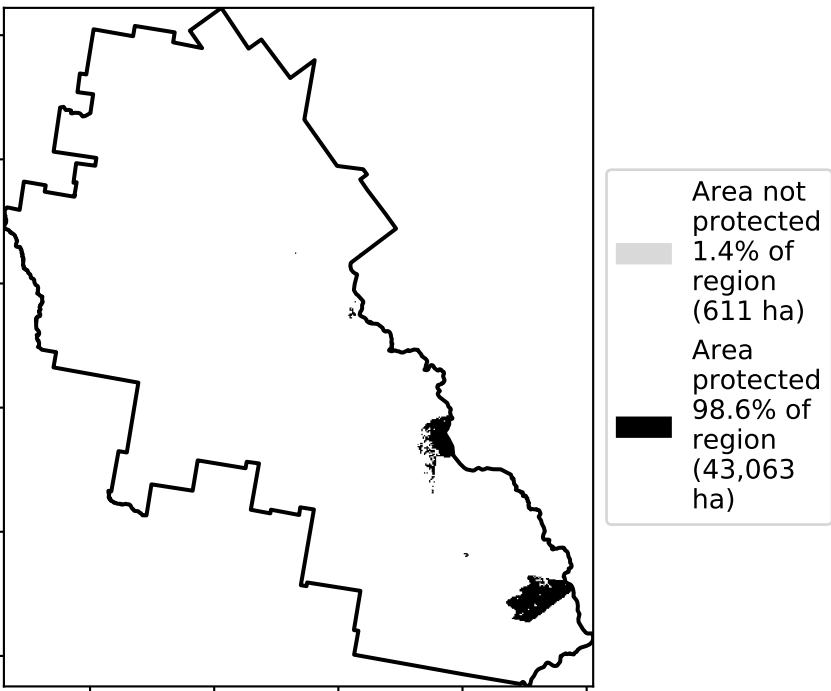 Area not
protected
1.4% of
region
(611 ha)
Area
protected
98.6% of
region
(43,063
ha)